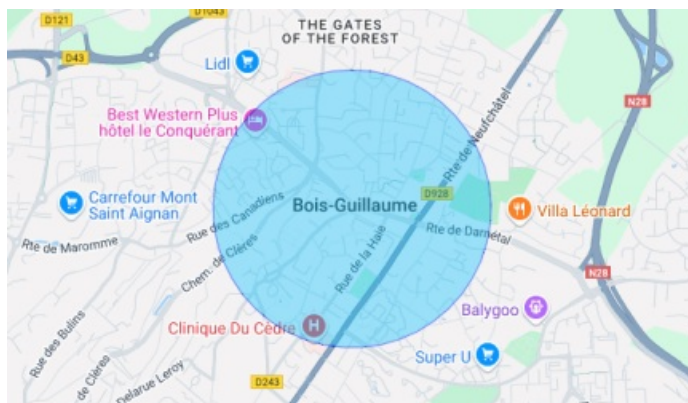 D121
D1043
THE GATES
OF THE FOREST
D43
Lidl
N28
Best Western Plus
hôtel le Conquérant
Rte de Neufchâtel
D928
Carrefour Mont
Saint Aignan
Rue des Canadiens
Bois-Guillaume
Villa Léonard
Rte de Maromme
Chem. de Clères
Rue de la Haie
Rte de Darnétal
N28
Rue des Bulins
Clinique Du Cèdre
H
Balygoo
Super U
de Clères
Delarue Leroy
D243